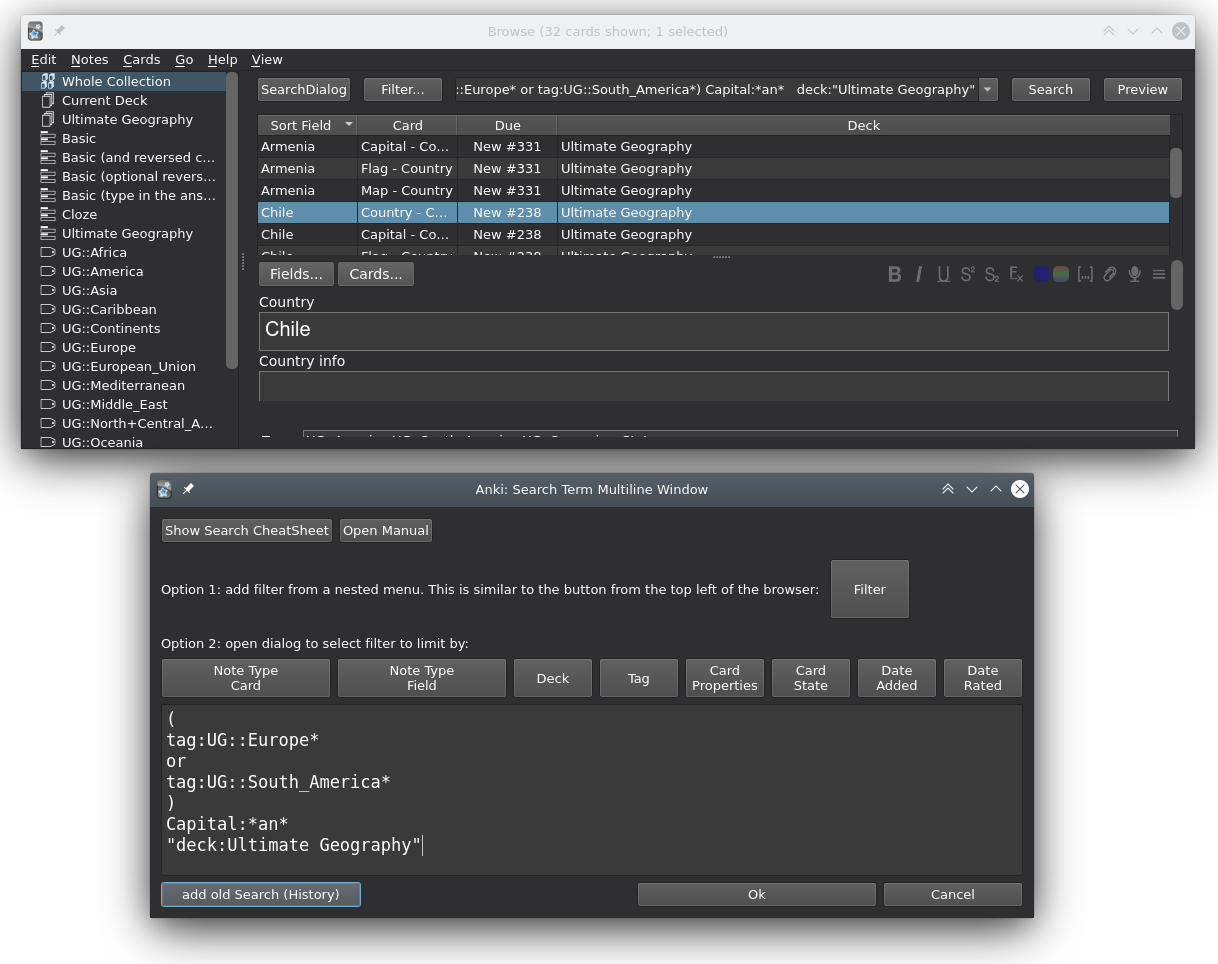 Browse (32 cards shown; 1 selected)
Edit Notes Cards Go Help View
Whole Collection
Current Deck
Ultimate Geography
Basic
Basic (and reversed c...
Basic (optional revers...
Basic (type in the ans...
Cloze
Ultimate Geography
UG::Africa
UG::America
UG::Asia
UG::Caribbean
UG::Continents
UG::Europe
UG::European_Union
UG::Mediterranean
UG::Middle_East
UG::North+Central_A...
UG::Oceania
SearchDialog Filter... ::Europe* or tag:UG::South_America*) Capital:*an* deck:"Ultimate Geography" Search Preview
Sort Field Card Due Deck
Armenia Capital - Co... New #331 Ultimate Geography
Armenia Flag - Country New #331 Ultimate Geography
Armenia Map - Country New #331 Ultimate Geography
Chile Country - C... New #238 Ultimate Geography
Chile Capital - Co... New #238 Ultimate Geography
Chile Flag - Country New #238 Ultimate Geography
Fields... Cards... B I U S² S₂ Eₓ [...]
Country
Chile
Country info
Anki: Search Term Multiline Window
Show Search CheatSheet Open Manual
Option 1: add filter from a nested menu. This is similar to the button from the top left of the browser: Filter
Option 2: open dialog to select filter to limit by:
Note Type Card
Note Type Field
Deck
Tag
Card Properties
Card State
Date Added
Date Rated
(
tag:UG::Europe*
or
tag:UG::South_America*
)
Capital:*an*
"deck:Ultimate Geography"
add old Search (History) Ok Cancel